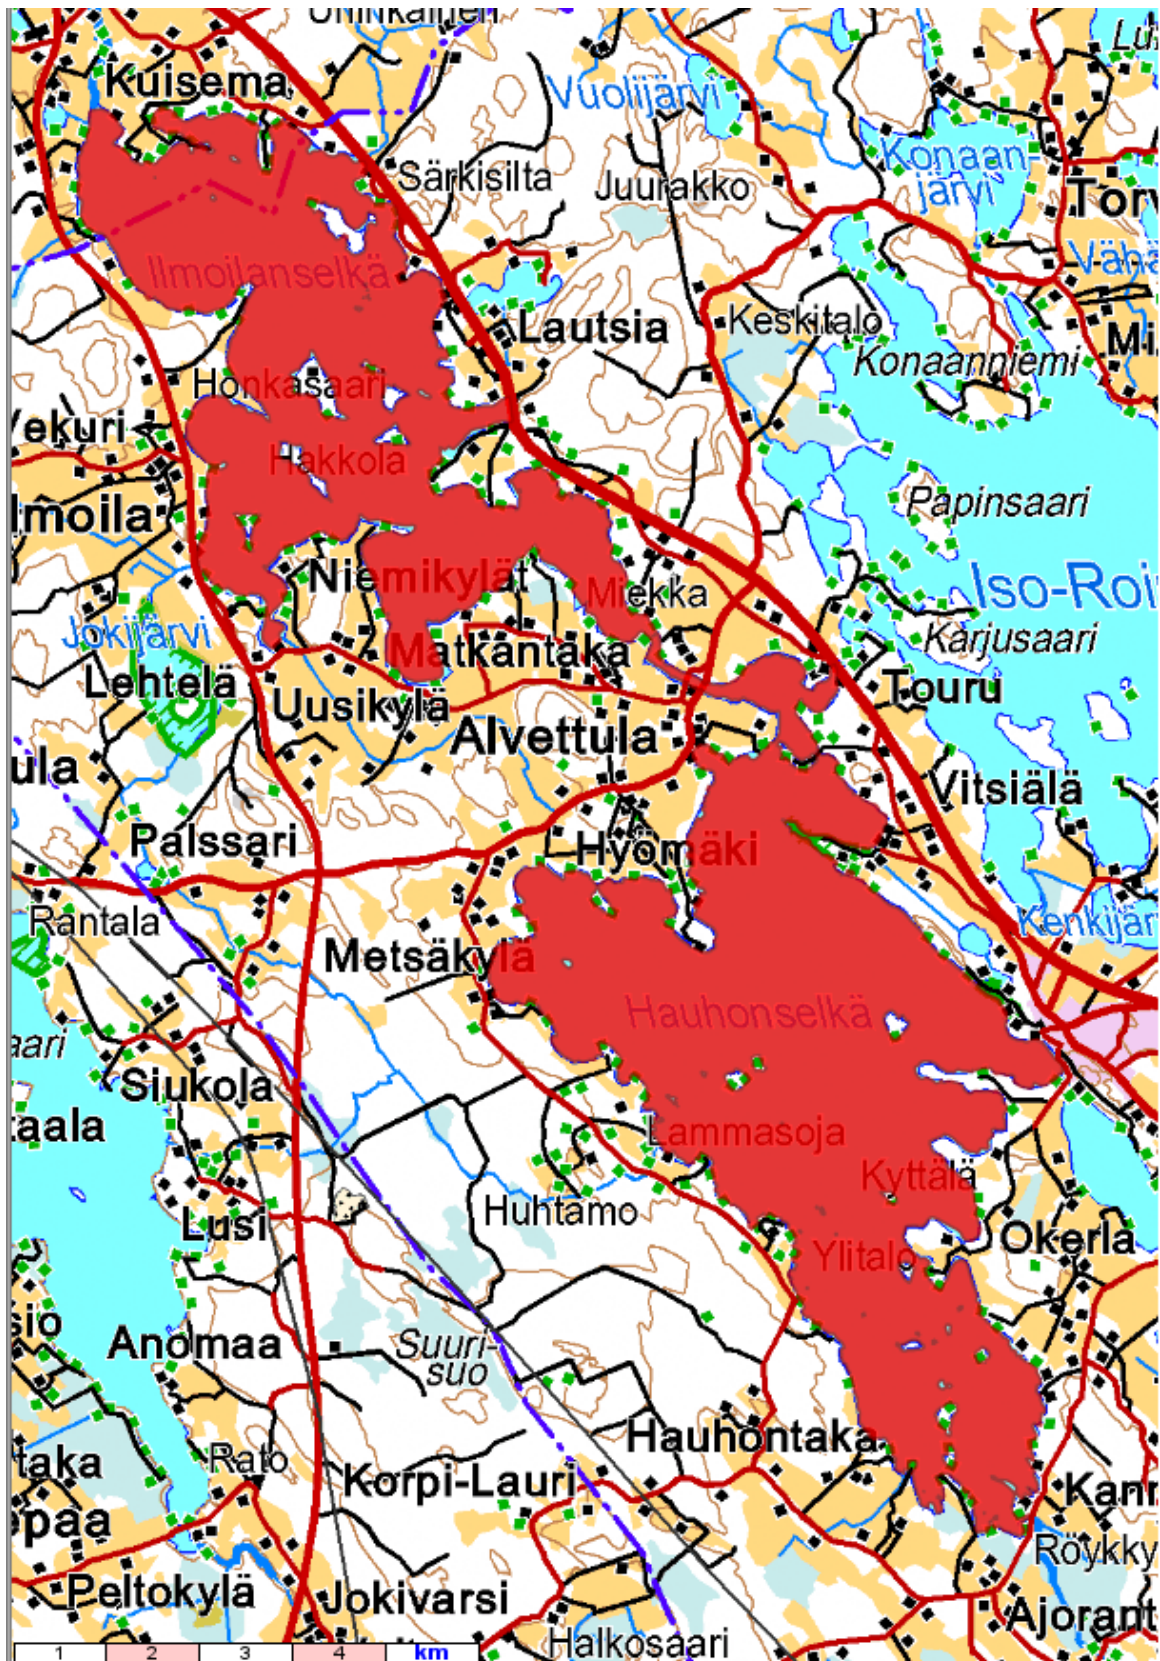 Kuisema
Vuolijärvi
Konaan-
järvi
Särkisilta
Juurakko
Ilmoilanselkä
Lautsia
Keskitalo
Konaanniemi
Honkasaari
Hakkola
Papinsaari
Niemikylät
Miekka
Iso-Roi
Jokijärvi
Matkantaka
Karjusaari
Lehtelä
Uusikylä
Touru
Alvettula
Vitsiälä
Palssari
Hyömäki
Rantala
Kenkijär
Metsäkylä
Hauhonselkä
Siukola
Lammasoja
Kyttälä
Huhtamo
Lusi
Okerla
Ylitalo
Anomaa
Suuri-
suo
Hauhontaka
Rato
Korpi-Lauri
Röykky
Peltokylä
Jokivarsi
Ajorant
Halkosaari
1 2 3 4 km